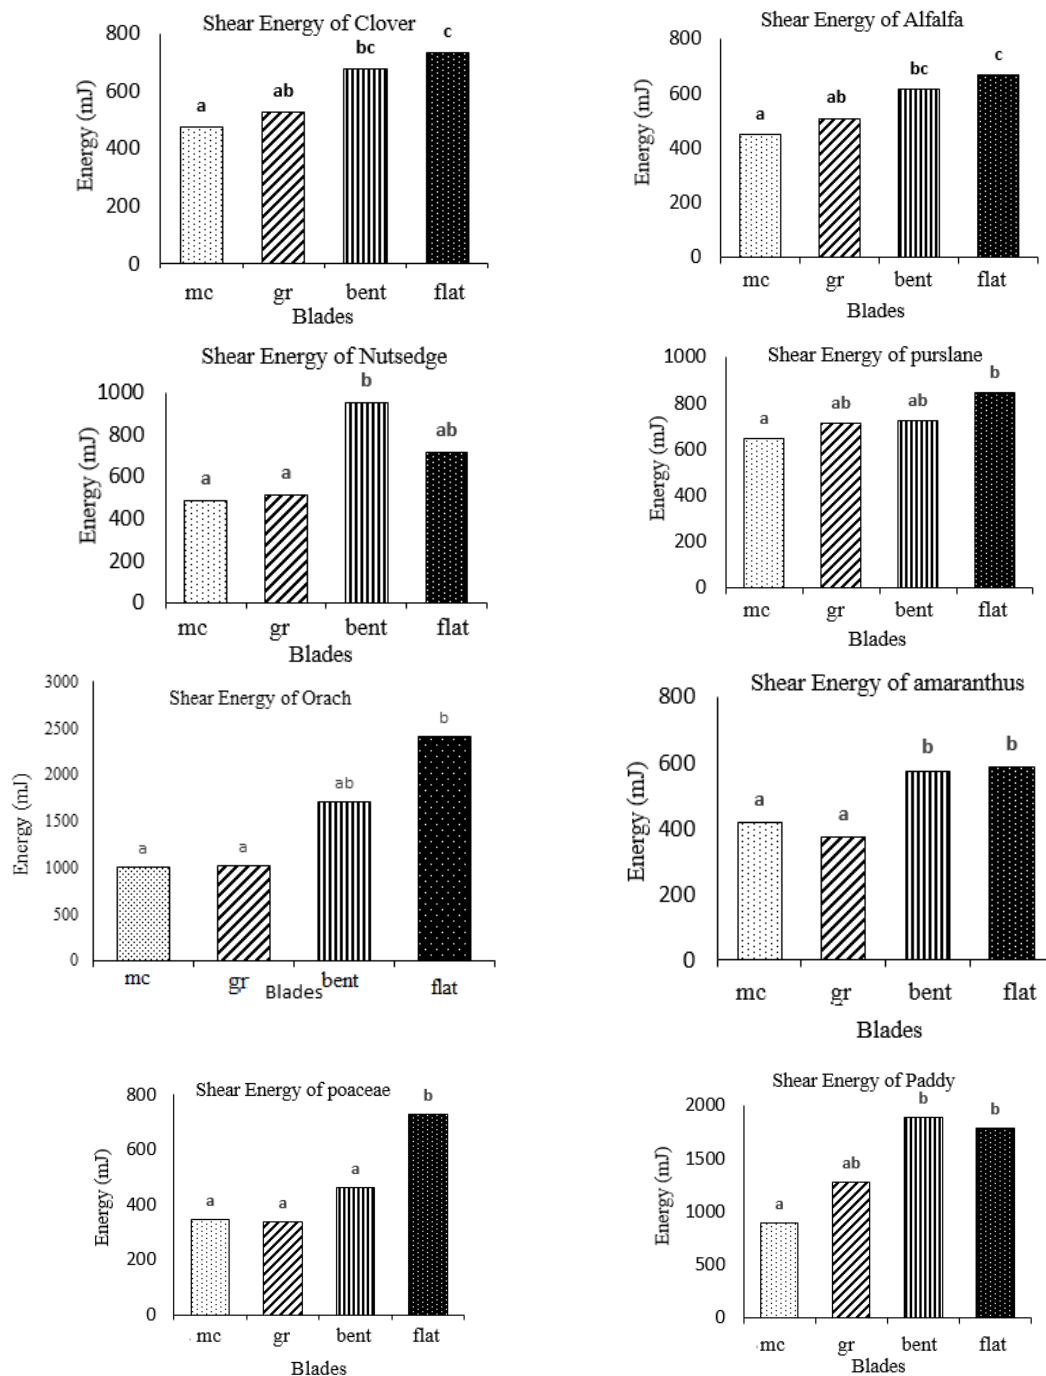 Shear Energy of Clover
Energy (mJ)
800
600
400
200
0
a
ab
bc
c
mc gr bent flat
Blades
Shear Energy of Alfalfa
Energy (mJ)
800
600
400
200
0
a
ab
bc
c
mc gr bent flat
Blades
Shear Energy of Nutsedge
Energy (mJ)
1000
800
600
400
200
0
a
a
b
ab
mc gr bent flat
Blades
Shear Energy of purslane
Energy (mJ)
1000
800
600
400
200
0
a
ab
ab
b
mc gr bent flat
Blades
Shear Energy of Orach
Energy (mJ)
3000
2500
2000
1500
1000
500
0
a
a
ab
b
mc gr bent flat
Blades
Shear Energy of amaranthus
Energy (mJ)
800
600
400
200
0
a
a
b
b
mc gr bent flat
Blades
Shear Energy of poaceae
Energy (mJ)
800
600
400
200
0
a
a
a
b
mc gr bent flat
Blades
Shear Energy of Paddy
Energy (mJ)
2000
1500
1000
500
0
a
ab
b
b
mc gr bent flat
Blades